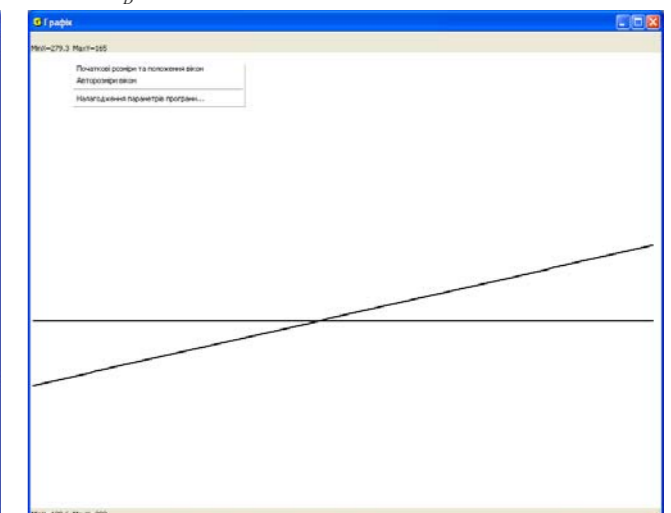 D
Графік
MinY=-279.3 MaxY=165
Початкові розміри та положення вікон
Авторозміри вікон
Налагодження параметрів програми...